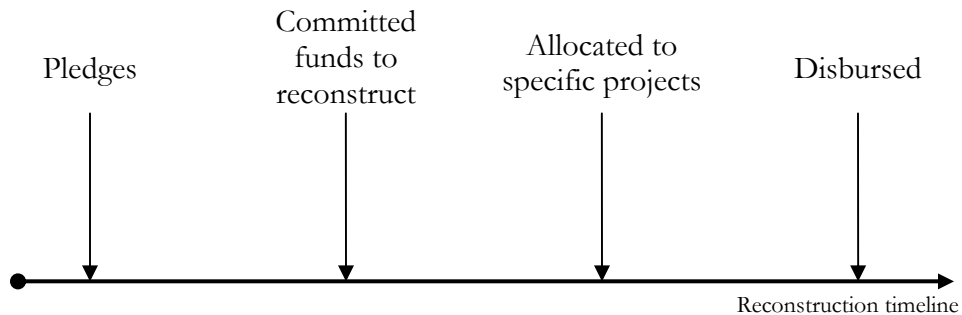 Pledges
Committed
funds to
reconstruct
Allocated to
specific projects
Disbursed
Reconstruction timeline